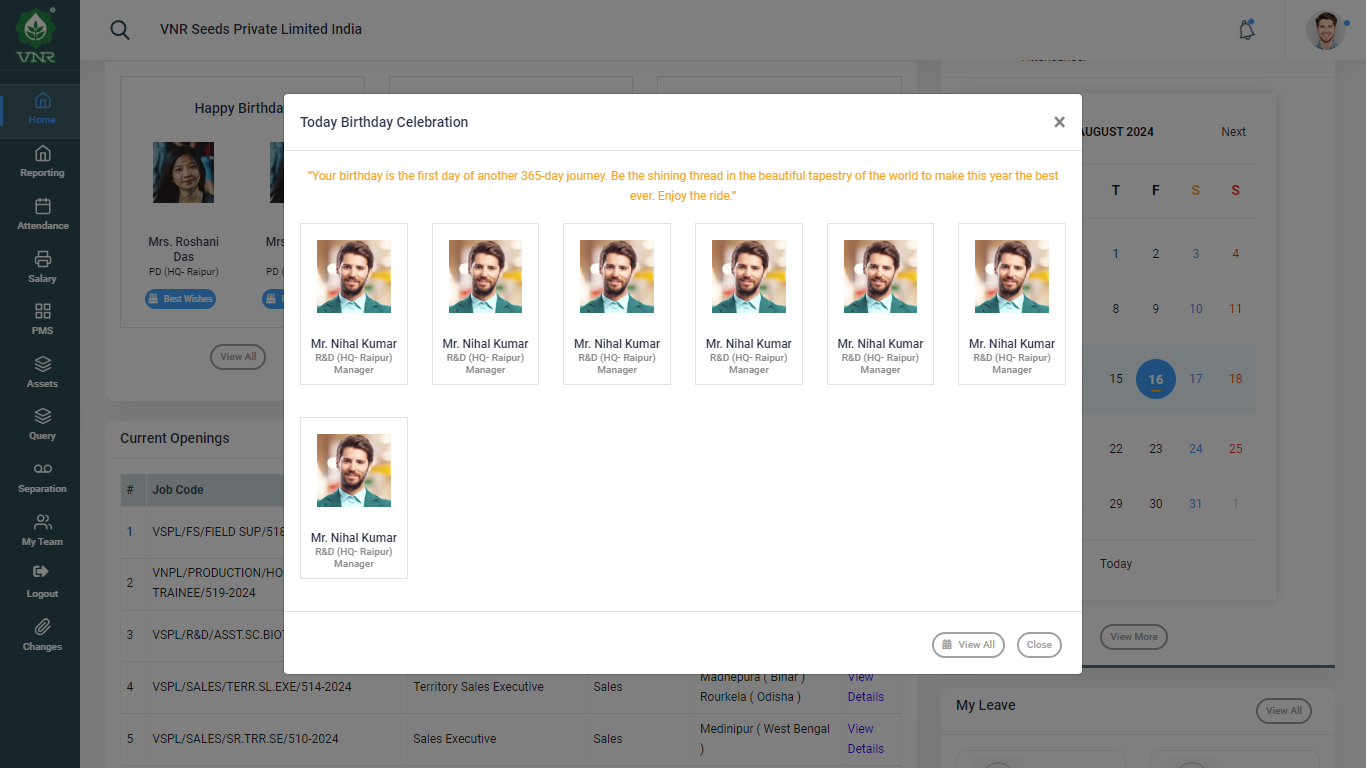 VNR
VNR Seeds Private Limited India
Home
Reporting
Attendance
Salary
PMS
Assets
Query
Separation
My Team
Logout
Changes
Happy Birthda
Mrs. Roshani
Das
PD (HQ- Raipur)
Best Wishes
Mrs
PD (
View All
Today Birthday Celebration
×
“Your birthday is the first day of another 365-day journey. Be the shining thread in the beautiful tapestry of the world to make this year the best
ever. Enjoy the ride.”
Mr. Nihal Kumar
R&D (HQ- Raipur)
Manager
Mr. Nihal Kumar
R&D (HQ- Raipur)
Manager
Mr. Nihal Kumar
R&D (HQ- Raipur)
Manager
Mr. Nihal Kumar
R&D (HQ- Raipur)
Manager
Mr. Nihal Kumar
R&D (HQ- Raipur)
Manager
Mr. Nihal Kumar
R&D (HQ- Raipur)
Manager
Mr. Nihal Kumar
R&D (HQ- Raipur)
Manager
View All
Close
AUGUST 2024
Next
T F S S
1 2 3 4
8 9 10 11
15 16 17 18
22 23 24 25
29 30 31 1
Today
View More
Current Openings
# Job Code
1 VSPL/FS/FIELD SUP/518
2 VNPL/PRODUCTION/HO
TRAINEE/519-2024
3 VSPL/R&D/ASST.SC.BIOT
4 VSPL/SALES/TERR.SL.EXE/514-2024 Territory Sales Executive Sales Madhepura ( Bihar ) View
Rourkela ( Odisha ) Details
5 VSPL/SALES/SR.TRR.SE/510-2024 Sales Executive Sales Medinipur ( West Bengal View
) Details
My Leave
View All